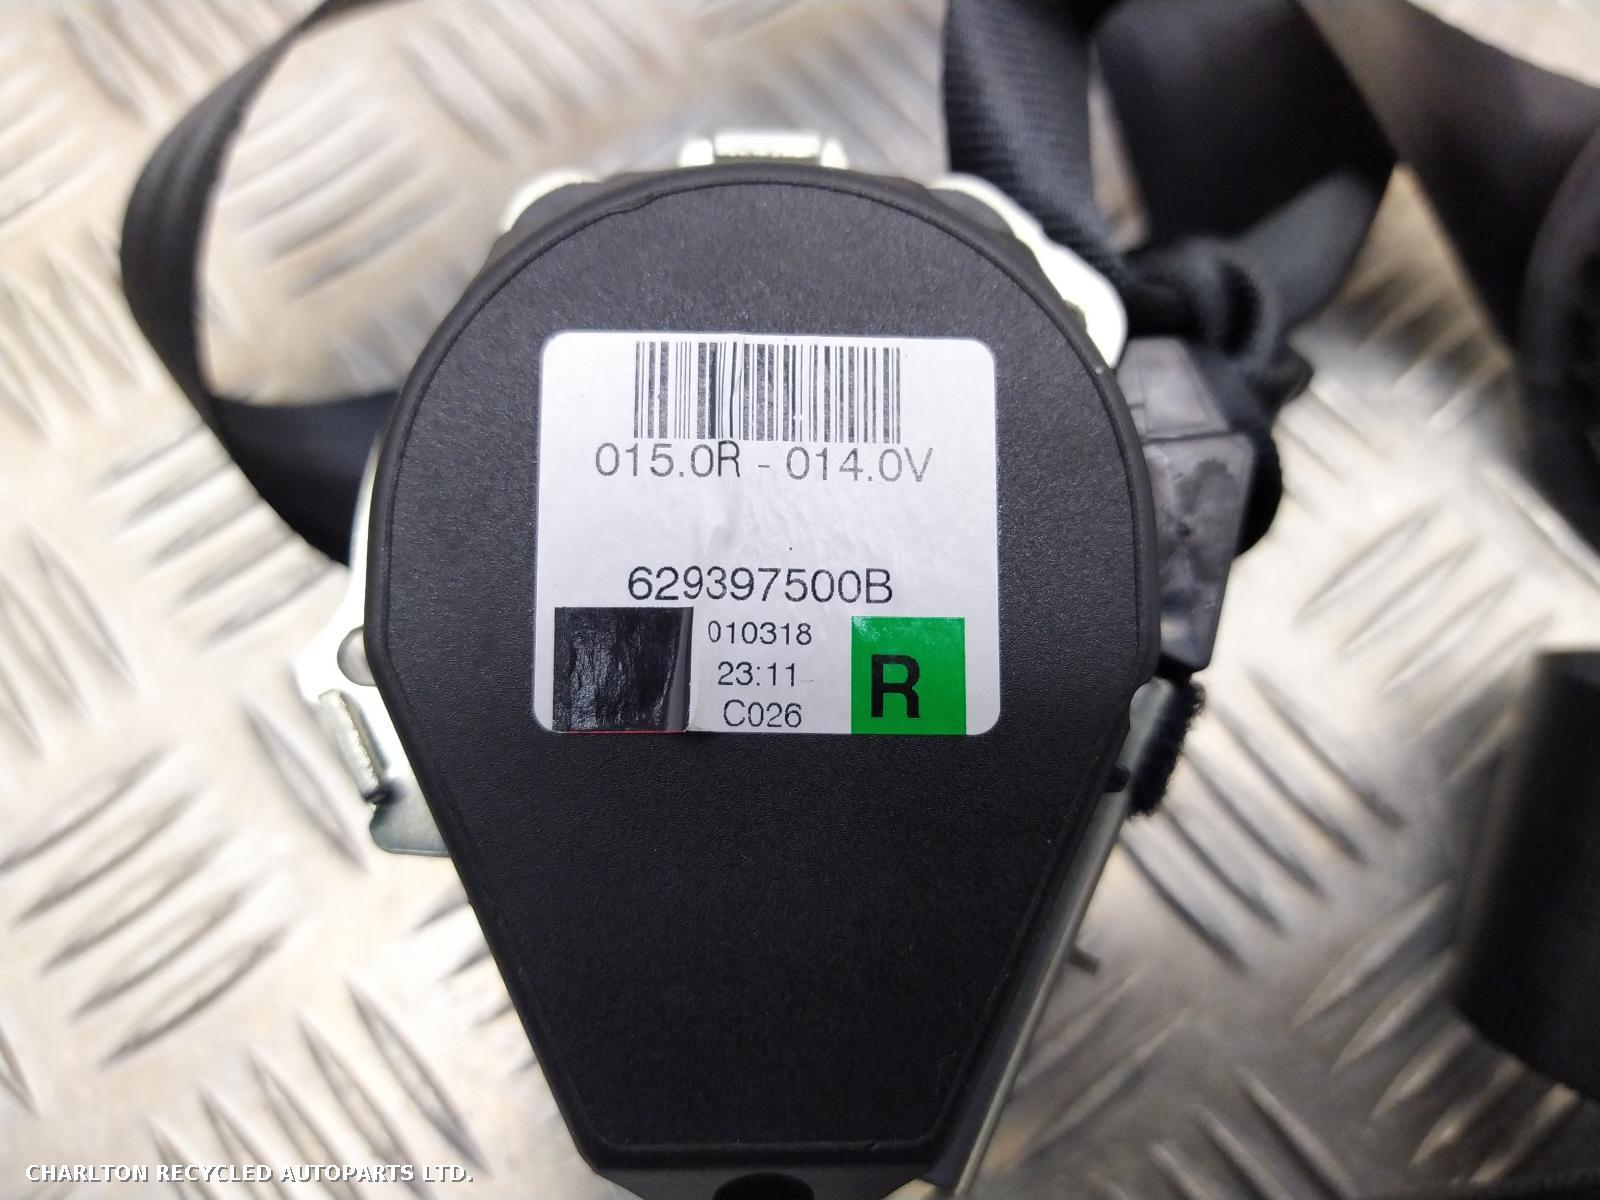 015.0R - 014.0V
629397500B
010318
23:11
C026
R
CHARLTON RECYCLED AUTOPARTS LTD.